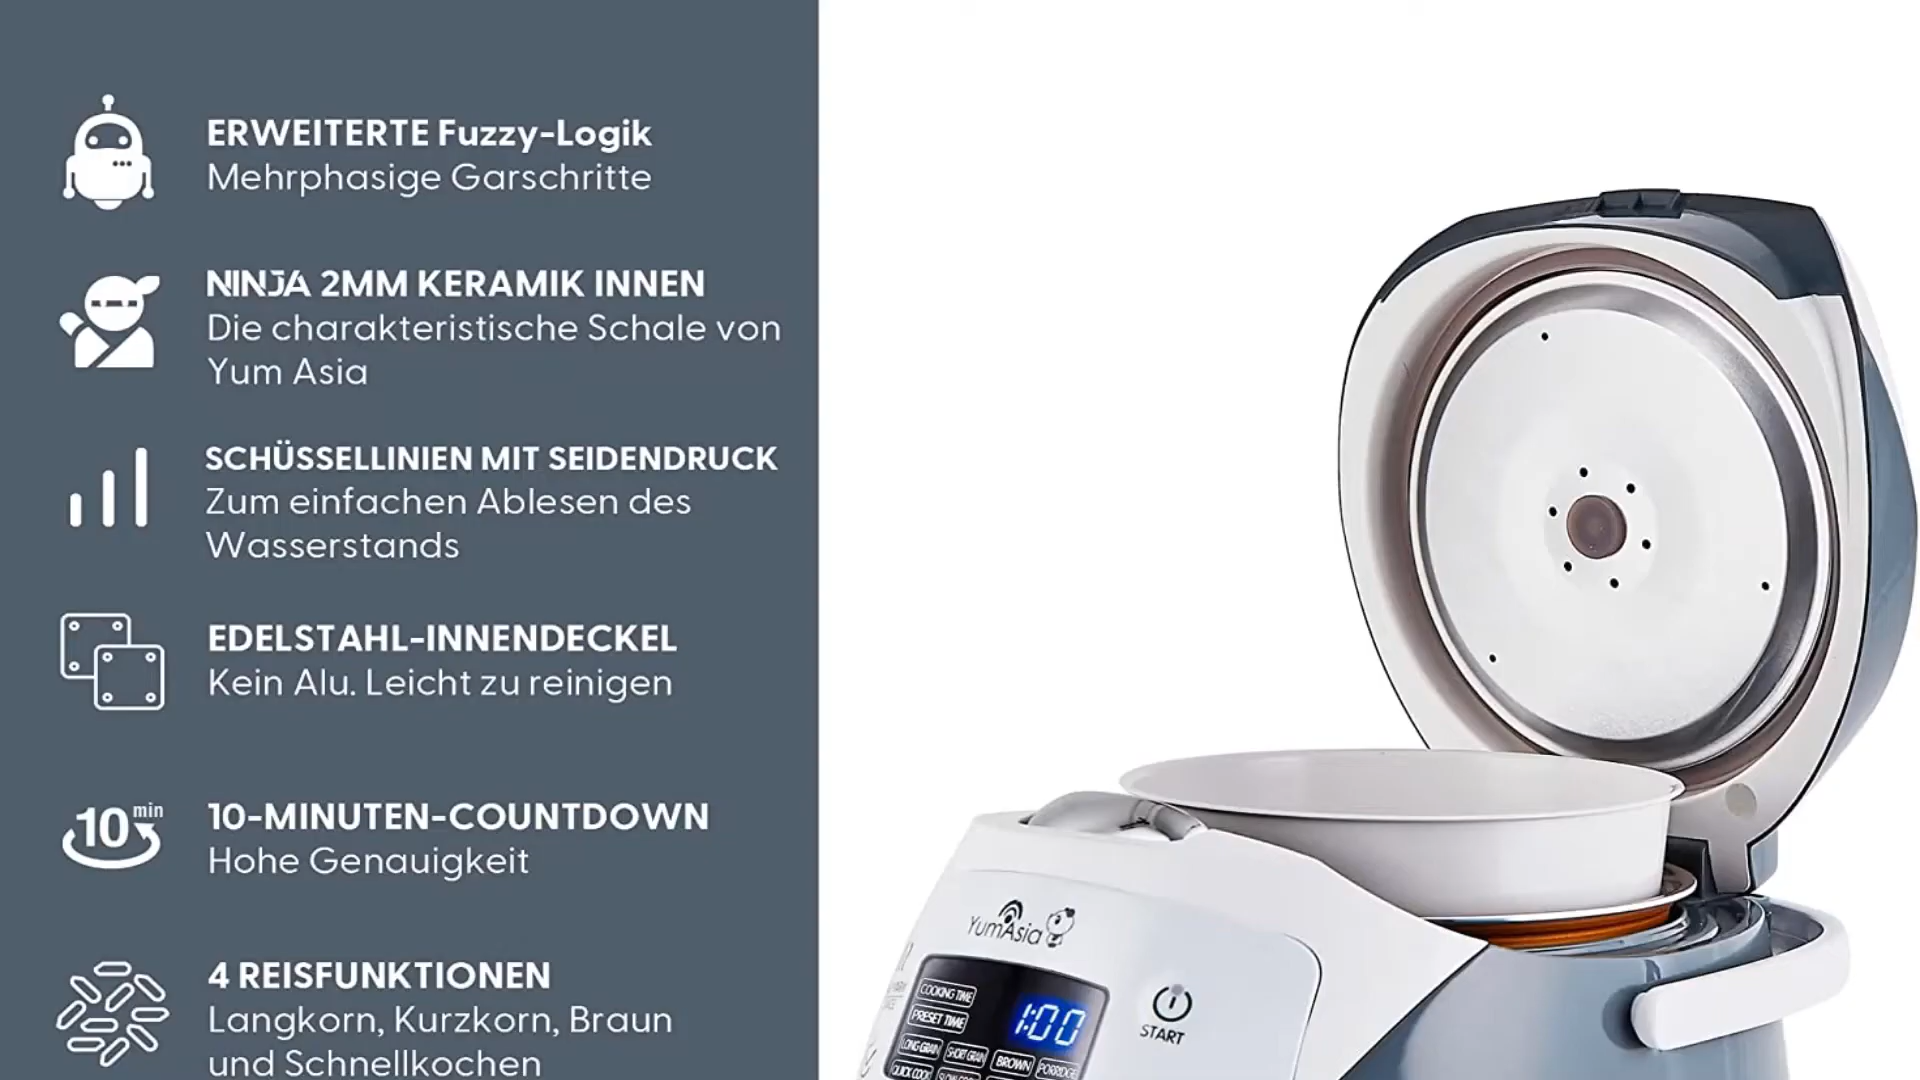 ERWEITERTE Fuzzy-Logik
Mehrphasige Garschritte
NINJA 2MM KERAMIK INNEN
Die charakteristische Schale von
Yum Asia
SCHÜSSELLINIEN MIT SEIDENDRUCK
Zum einfachen Ablesen des
Wasserstands
EDELSTAHL-INNENDECKEL
Kein Alu. Leicht zu reinigen
10 min
10-MINUTEN-COUNTDOWN
Hohe Genauigkeit
4 REISFUNKTIONEN
Langkorn, Kurzkorn, Braun
und Schnellkochen
YumAsia
COOKING TIME
PRESET TIME
1:00
START
LONG-GRAIN SHORT GRAIN BROWN PORRIDGE
QUICK COOK